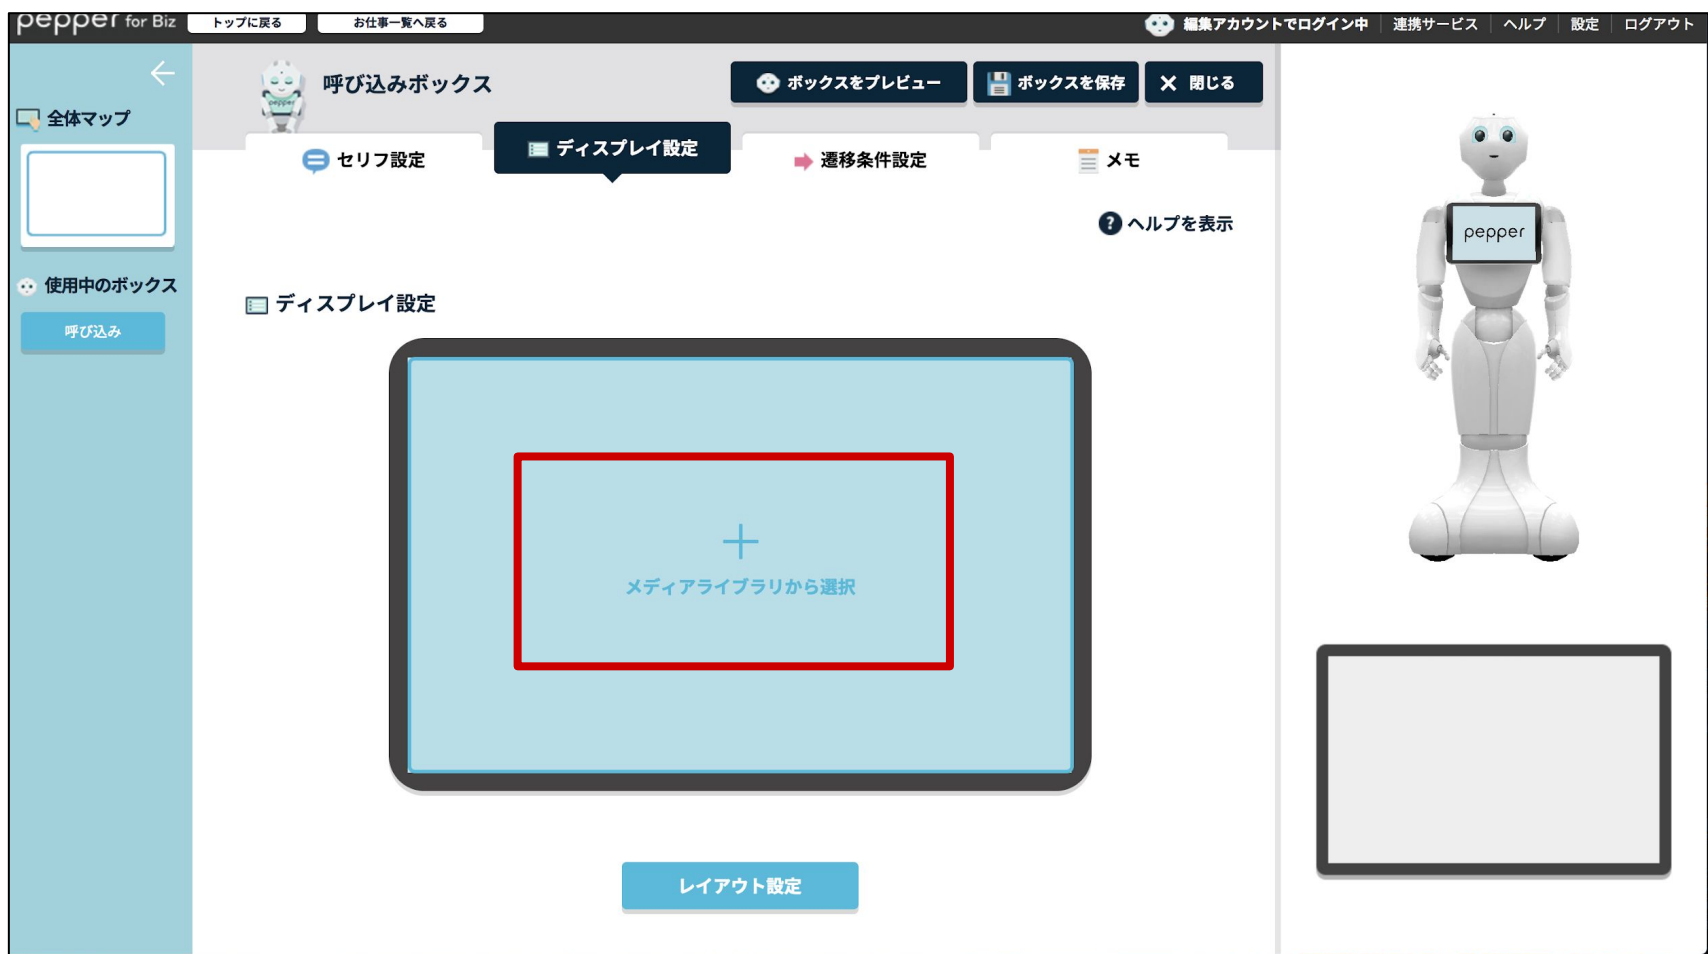 pepper for Biz トップに戻る お仕事一覧へ戻る 編集アカウントでログイン中 連携サービス ヘルプ 設定 ログアウト
全体マップ
使用中のボックス
呼び込み
呼び込みボックス
ボックスをプレビュー ボックスを保存 × 閉じる
セリフ設定 ディスプレイ設定 遷移条件設定 メモ
? ヘルプを表示
ディスプレイ設定
メディアライブラリから選択
レイアウト設定
pepper
pepper